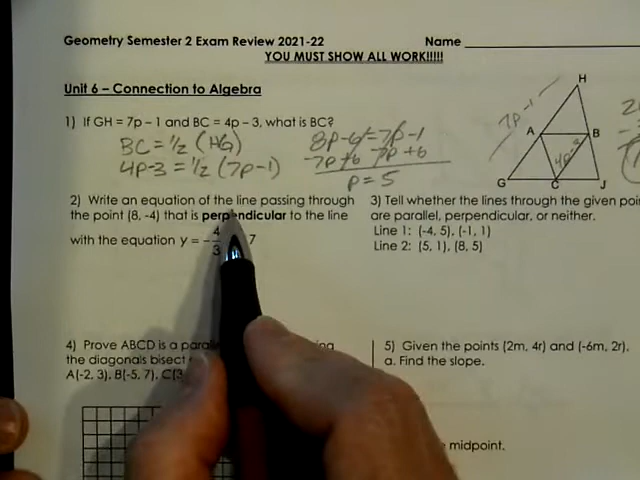 Geometry Semester 2 Exam Review 2021-22 Name
YOU MUST SHOW ALL WORK!!!!!
Unit 6 – Connection to Algebra
1) If GH = 7p – 1 and BC = 4p – 3, what is BC?
BC = 1/2 (HG)
4p-3 = 1/2 (7p-1)
8p-6 = 7p-1
-7p+6 -7p+6
p = 5
H
7p-1
A
B
4p-3
G
C
J
2) Write an equation of the line passing through
the point (8, -4) that is perpendicular to the line
with the equation y = -4/3 7
3) Tell whether the lines through the given poi
are parallel, perpendicular, or neither.
Line 1: (-4, 5), (-1, 1)
Line 2: (5, 1), (8, 5)
4) Prove ABCD is a
the diagonals bisect
A(-2, 3), B(-5, 7), C(3
5) Given the points (2m, 4r) and (-6m, 2r).
a. Find the slope.
midpoint.